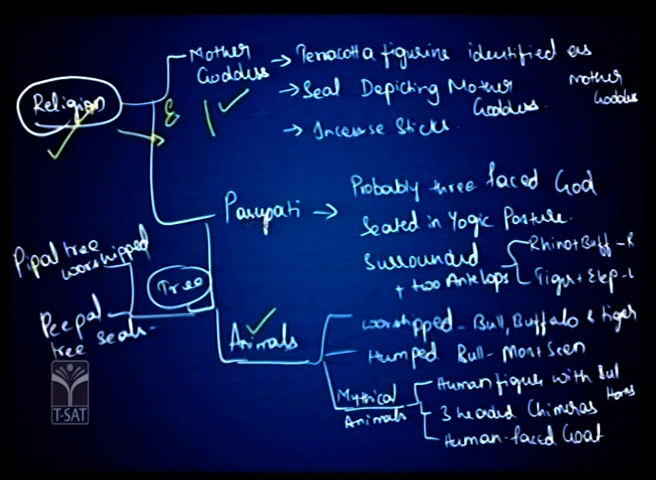 Religion
Mother
Goddess → Terracotta figurine identified as
Mother
Goddess
→ Seal Depicting Mother
Goddess.
→ Incense Sticks.
&
Pasupati → Probably three faced God
Seated in Yogic Posture.
Surrounded
+ two Antelops
Rhino + Buff - R
Tiger + Elep - L
Pipal tree
worshipped
Tree
Peepal
tree seals -
Animals
worshipped - Bull, Buffalo & tiger
Humped Bull - Most Seen
Mythical
Animals
Human figure with Bul
Horns
3 headed Chimeras
Human-faced Goat
T-SAT